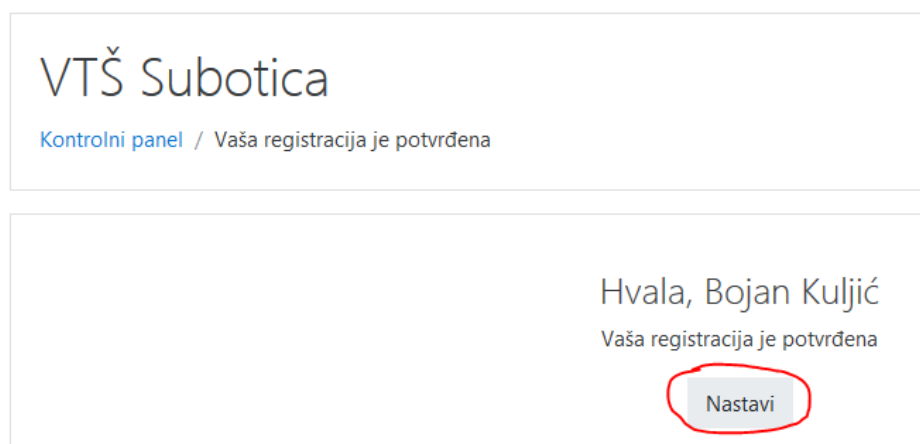 VTŠ Subotica
Kontrolni panel / Vaša registracija je potvrđena
Hvala, Bojan Kuljić
Vaša registracija je potvrđena
Nastavi